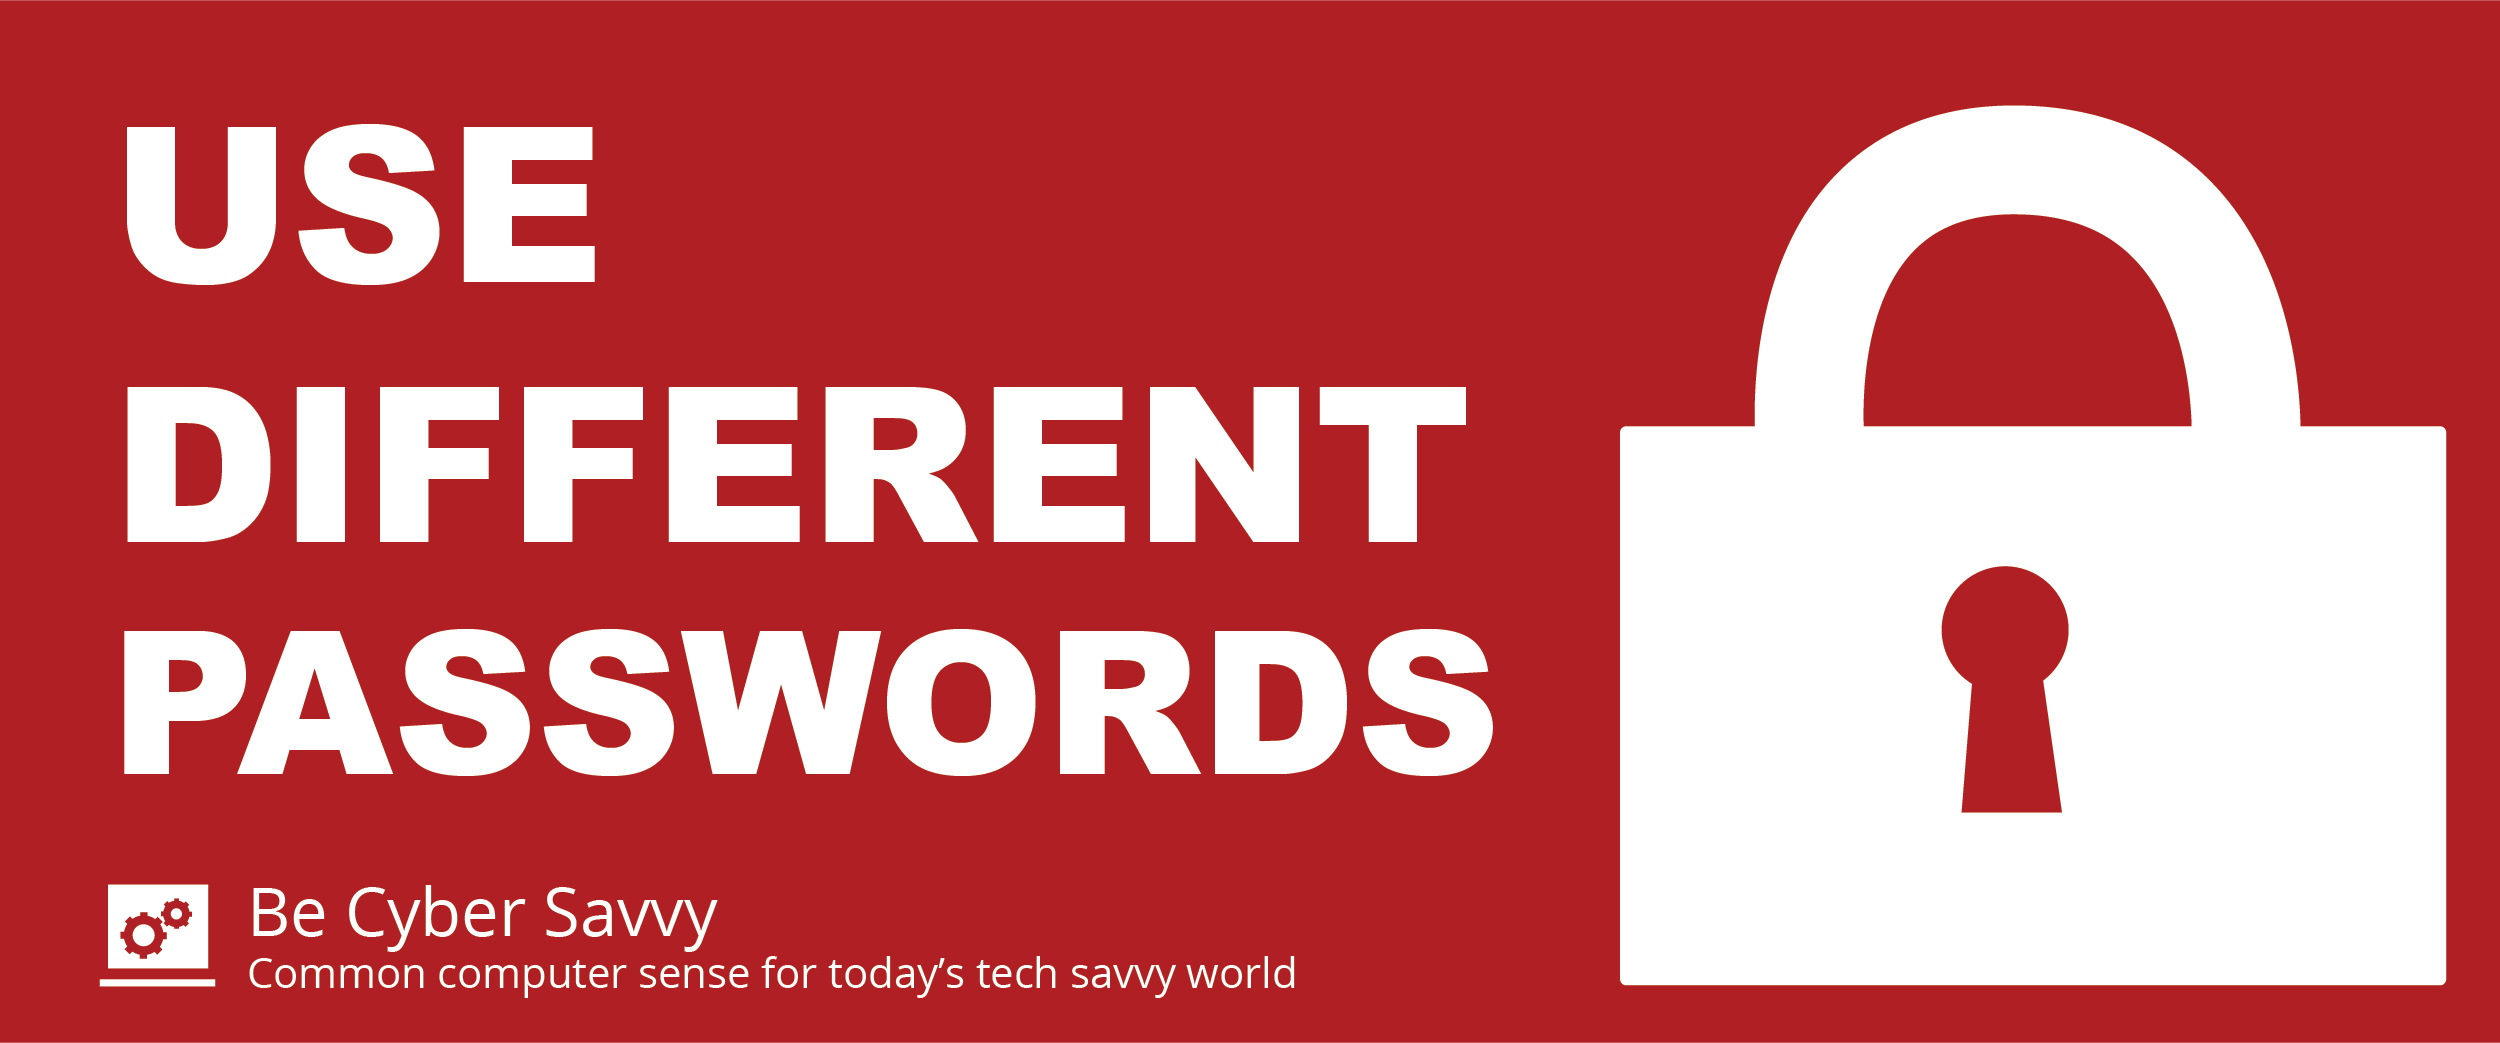 USE
DIFFERENT
PASSWORDS
Be Cyber Savvy
Common computer sense for today’s tech savvy world